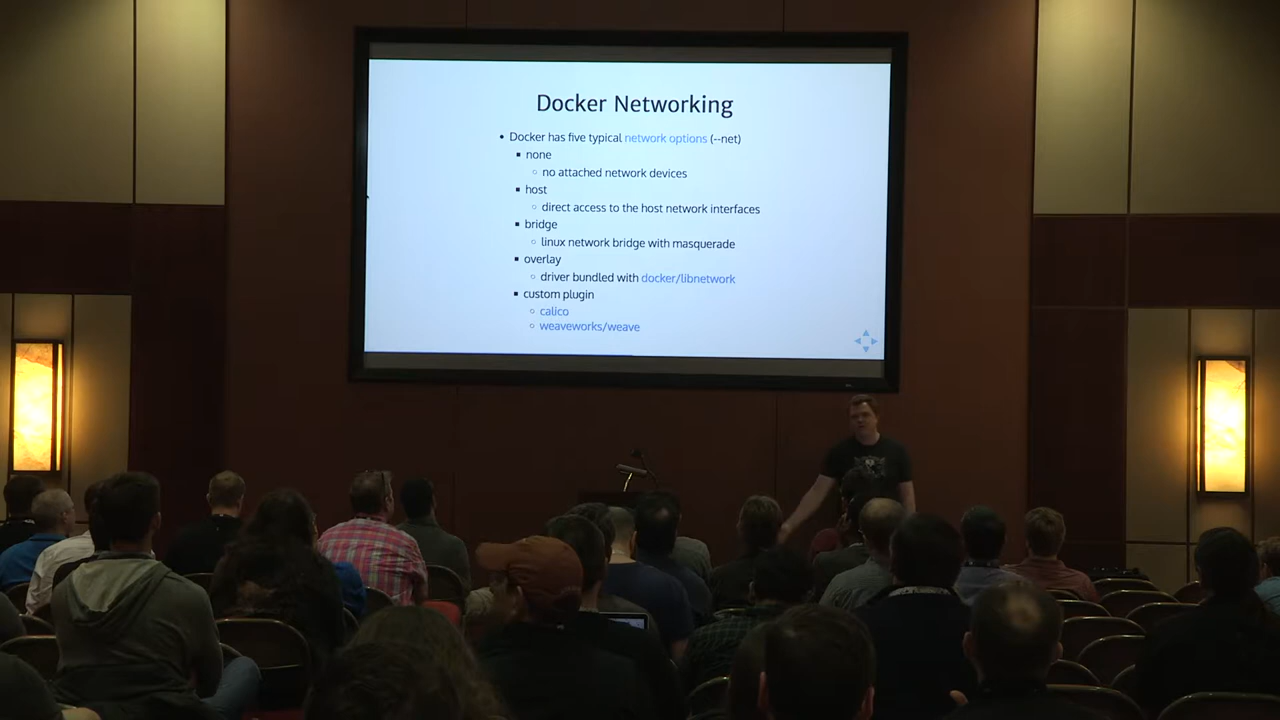 Docker Networking
• Docker has five typical network options (--net)
▪ none
◦ no attached network devices
▪ host
◦ direct access to the host network interfaces
▪ bridge
◦ linux network bridge with masquerade
▪ overlay
◦ driver bundled with docker/libnetwork
▪ custom plugin
◦ calico
◦ weaveworks/weave